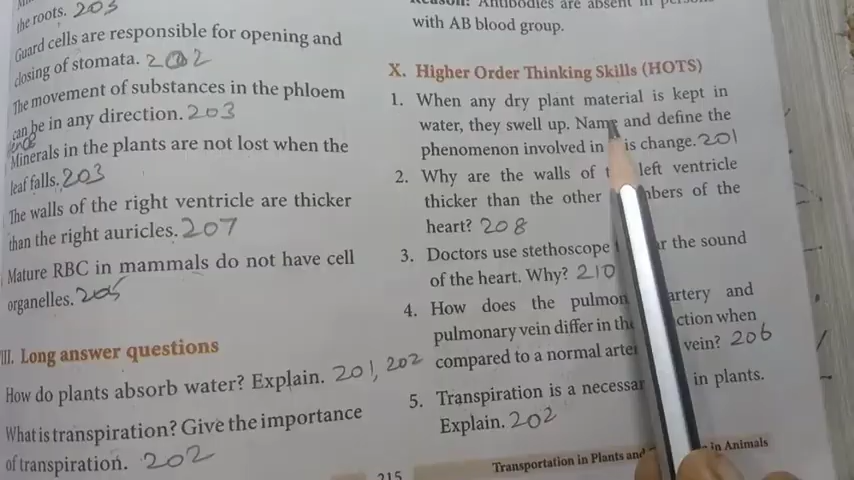 the roots. 203
Guard cells are responsible for opening and
closing of stomata. 202
The movement of substances in the phloem
can be in any direction. 203
Minerals in the plants are not lost when the
leaf falls. 203
The walls of the right ventricle are thicker
than the right auricles. 207
Mature RBC in mammals do not have cell
organelles. 205
III. Long answer questions
How do plants absorb water? Explain. 201, 202
What is transpiration? Give the importance
of transpiration. 202
Reason: Antibodies are absent in
with AB blood group.
X. Higher Order Thinking Skills (HOTS)
1. When any dry plant material is kept in
water, they swell up. Name and define the
phenomenon involved in is change. 201
2. Why are the walls of left ventricle
thicker than the other mbers of the
heart? 208
3. Doctors use stethoscope the sound
of the heart. Why? 210
4. How does the pulmon artery and
pulmonary vein differ in the ction when
compared to a normal arte vein? 206
5. Transpiration is a necessar in plants.
Explain. 202
215
Transportation in Plants and in Animals